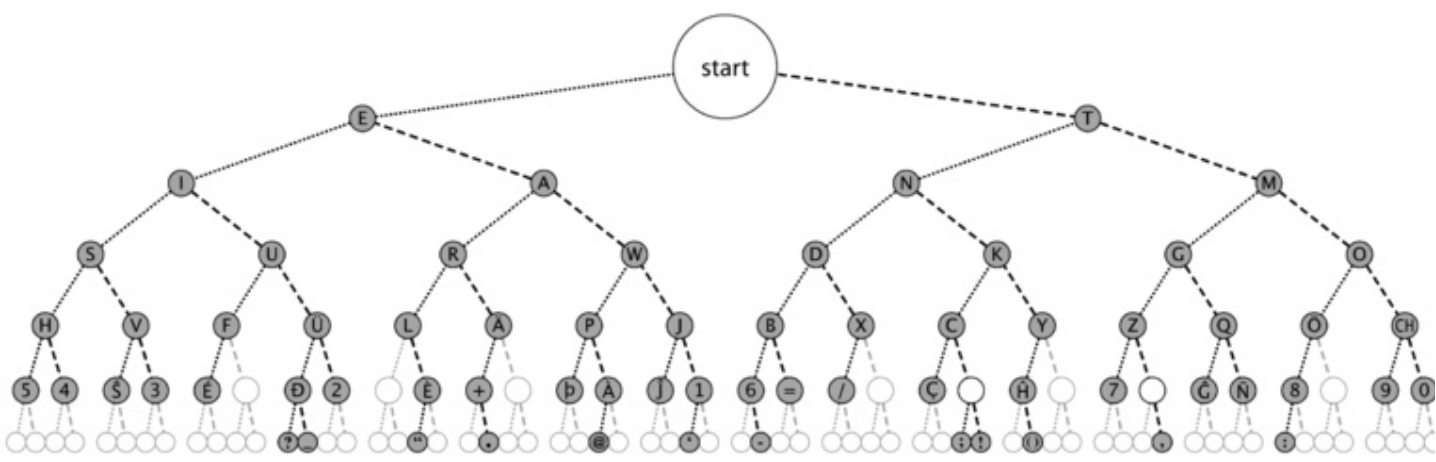 start
E T
I A N M
S U R W D K G O
H V F Ü L Ä P J B X C Y Z Q Ö CH
5 4 Ŝ 3 É Đ 2 È + þ À Ĵ 1 6 = / Ç Ĥ 7 Ĝ Ñ 8 9 0
? _ " . @ ' - ; ! () , :